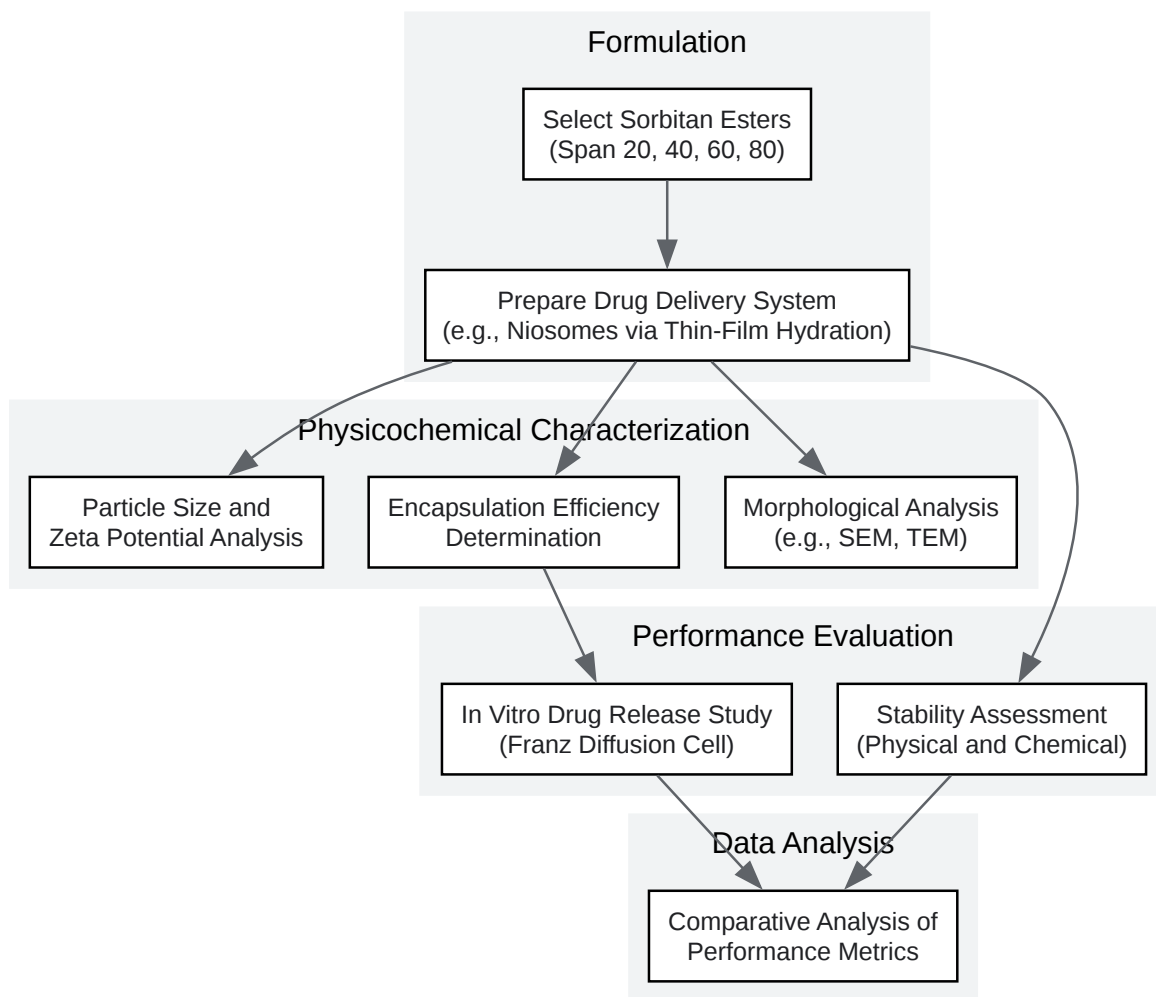 Formulation
Select Sorbitan Esters
(Span 20, 40, 60, 80)
Prepare Drug Delivery System
(e.g., Niosomes via Thin-Film Hydration)
Physicochemical Characterization
Particle Size and
Zeta Potential Analysis
Encapsulation Efficiency
Determination
Morphological Analysis
(e.g., SEM, TEM)
Performance Evaluation
In Vitro Drug Release Study
(Franz Diffusion Cell)
Stability Assessment
(Physical and Chemical)
Data Analysis
Comparative Analysis of
Performance Metrics